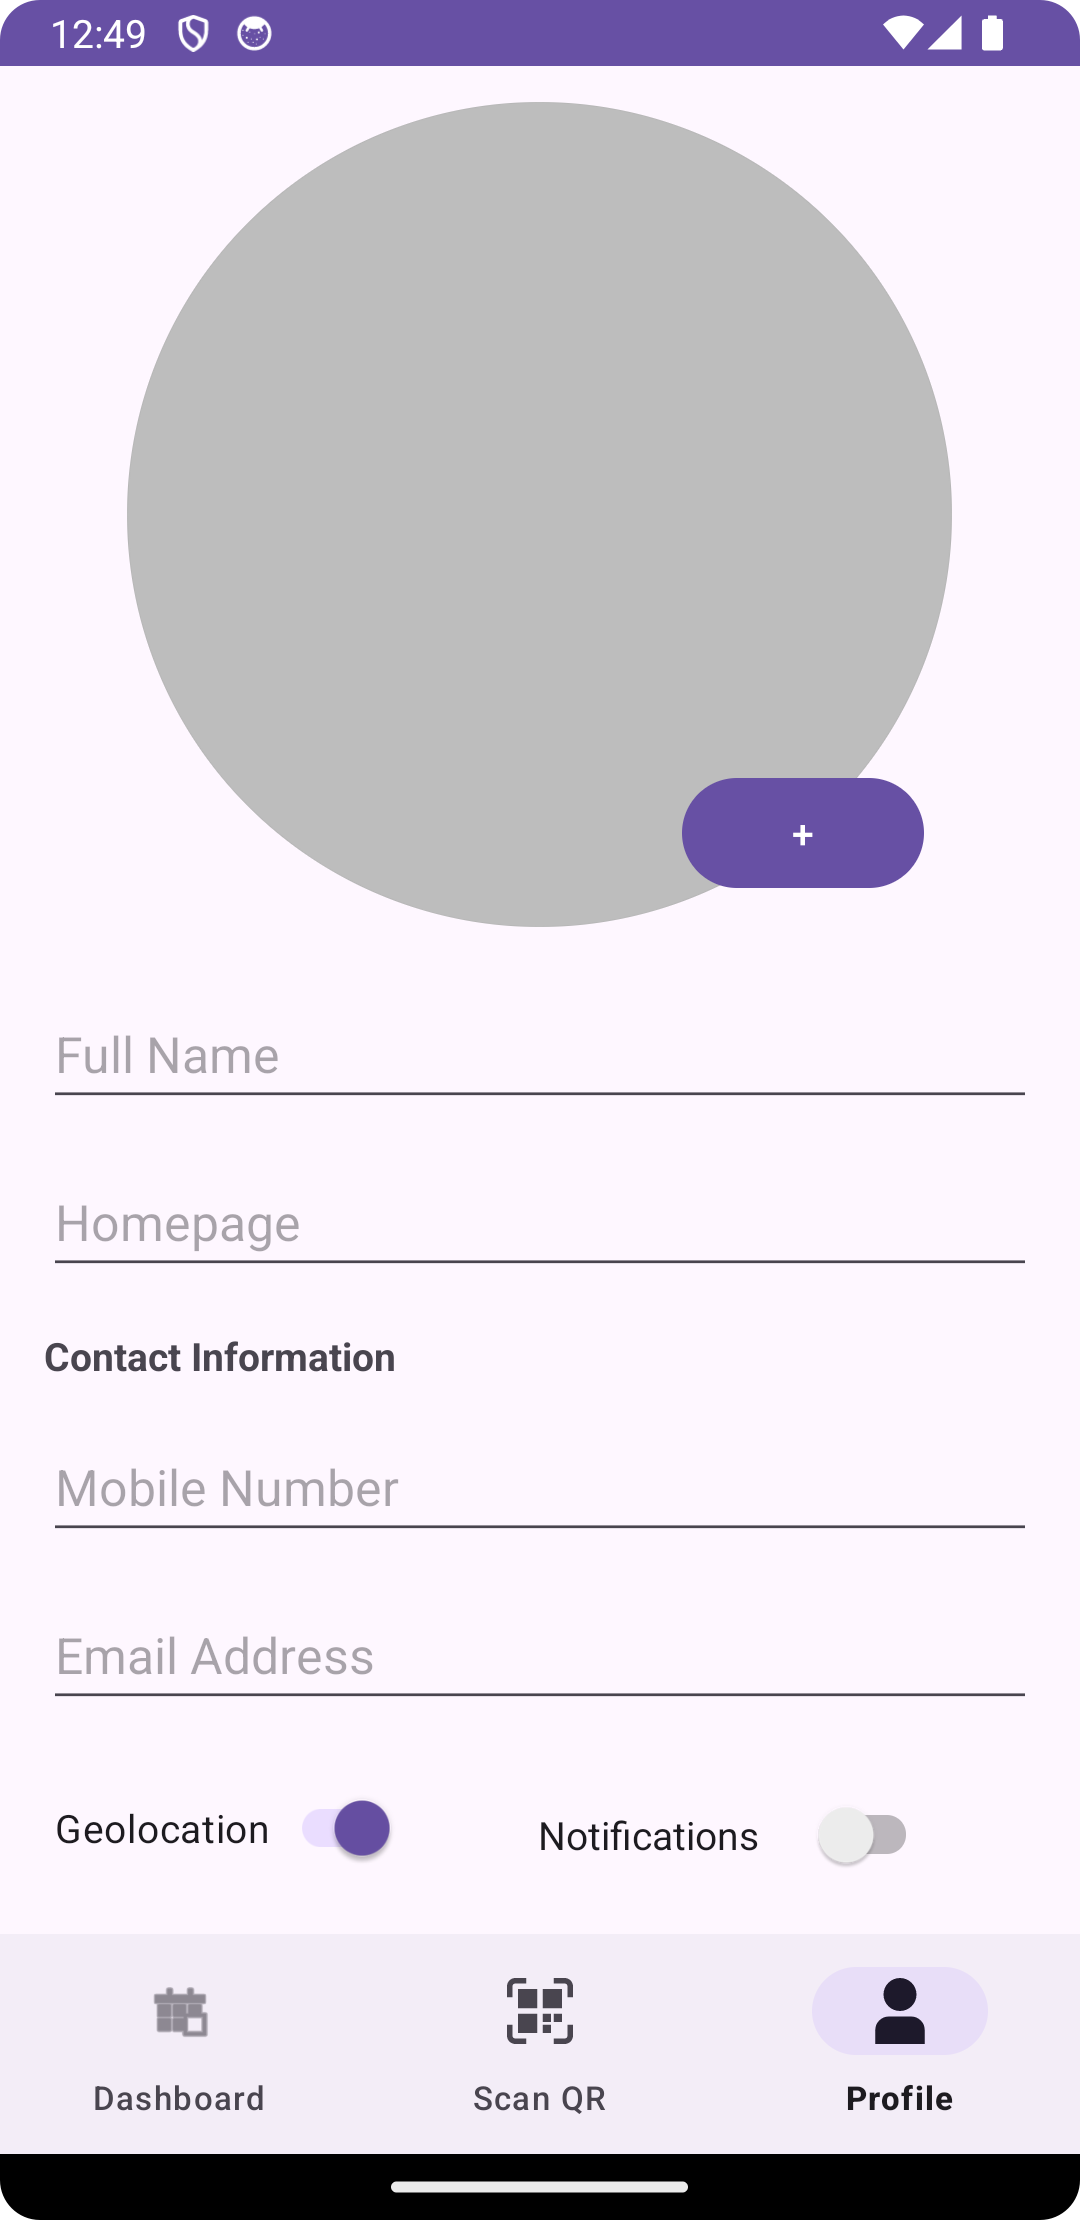 12:49
+
Full Name
Homepage
Contact Information
Mobile Number
Email Address
Geolocation
Notifications
Dashboard
Scan QR
Profile